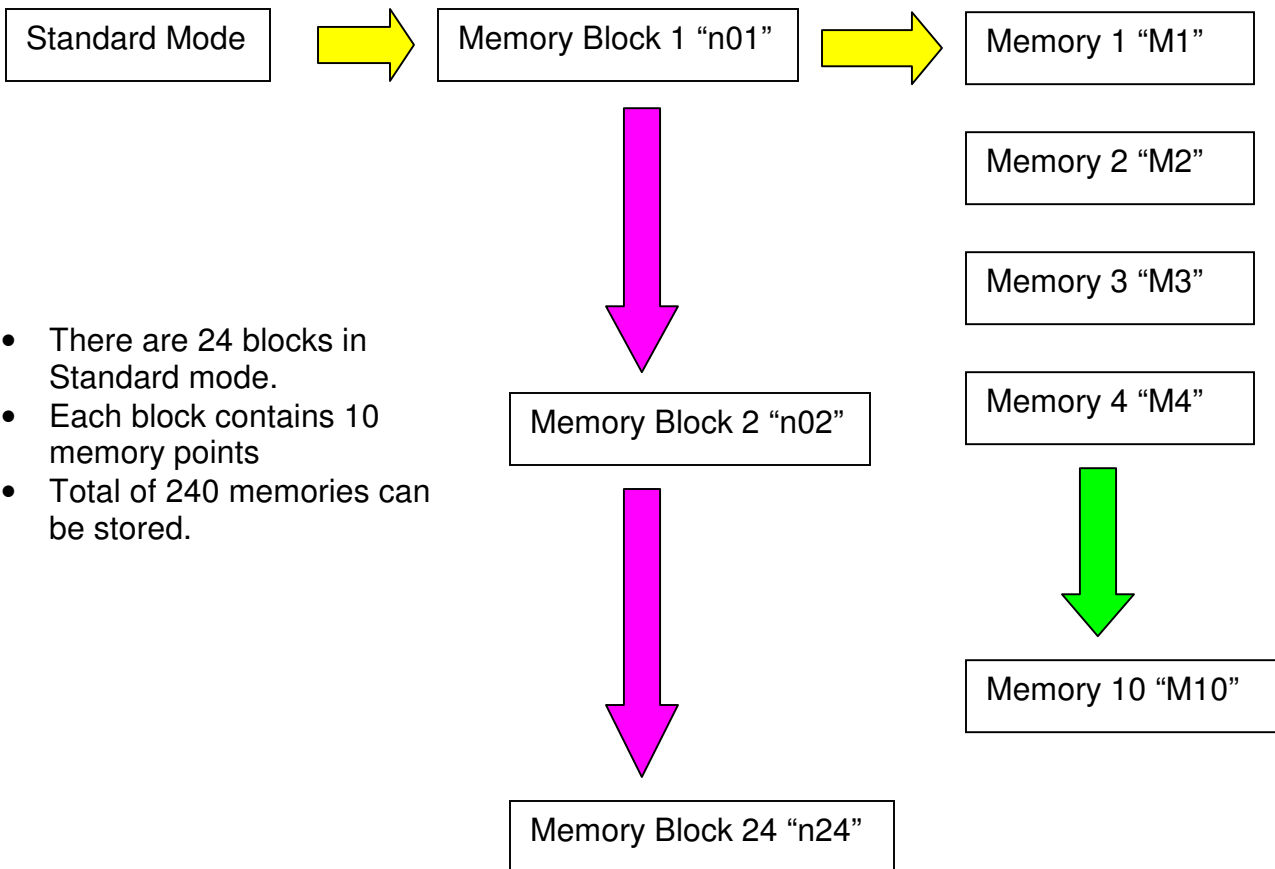 Standard Mode
Memory Block 1 “n01”
Memory 1 “M1”
Memory 2 “M2”
Memory 3 “M3”
• There are 24 blocks in
Standard mode.
• Each block contains 10
memory points
• Total of 240 memories can
be stored.
Memory Block 2 “n02”
Memory 4 “M4”
Memory 10 “M10”
Memory Block 24 “n24”